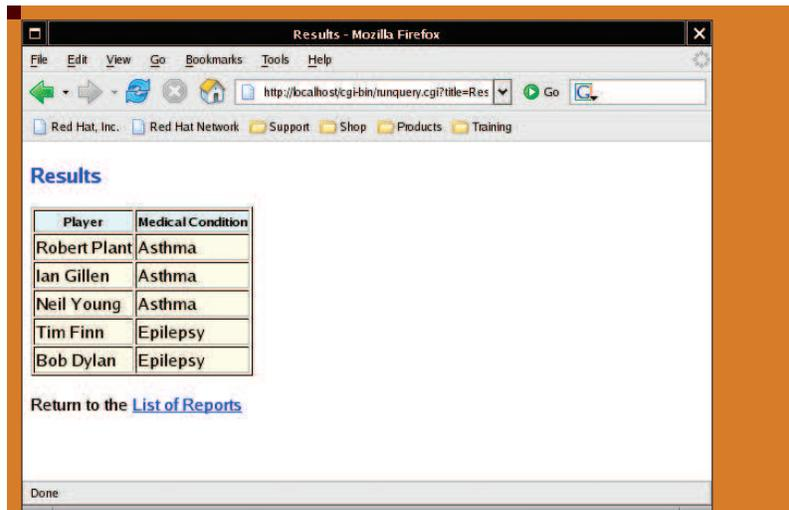 Results - Mozilla Firefox
File Edit View Go Bookmarks Tools Help
http://localhost/cgi-bin/runquery.cgi?title=Res Go G
Red Hat, Inc. Red Hat Network Support Shop Products Training
Results
Player Medical Condition
Robert Plant Asthma
Ian Gillen Asthma
Neil Young Asthma
Tim Finn Epilepsy
Bob Dylan Epilepsy
Return to the List of Reports
Done